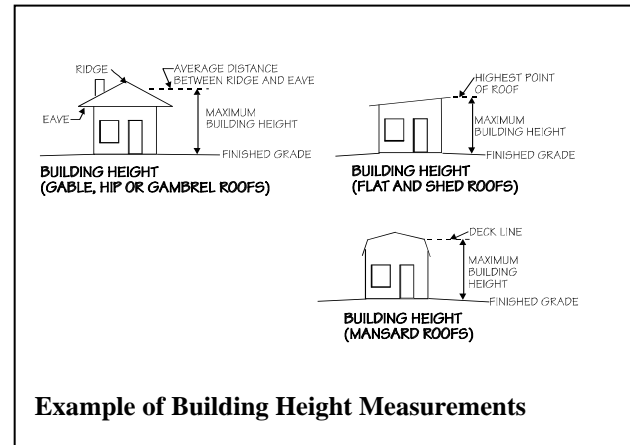 RIDGE
AVERAGE DISTANCE
BETWEEN RIDGE AND EAVE
EAVE
MAXIMUM
BUILDING HEIGHT
FINISHED GRADE
BUILDING HEIGHT
(GABLE, HIP OR GAMBREL ROOFS)
HIGHEST POINT
OF ROOF
MAXIMUM
BUILDING HEIGHT
FINISHED GRADE
BUILDING HEIGHT
(FLAT AND SHED ROOFS)
DECK LINE
MAXIMUM
BUILDING
HEIGHT
FINISHED GRADE
BUILDING HEIGHT
(MANSARD ROOFS)
Example of Building Height Measurements